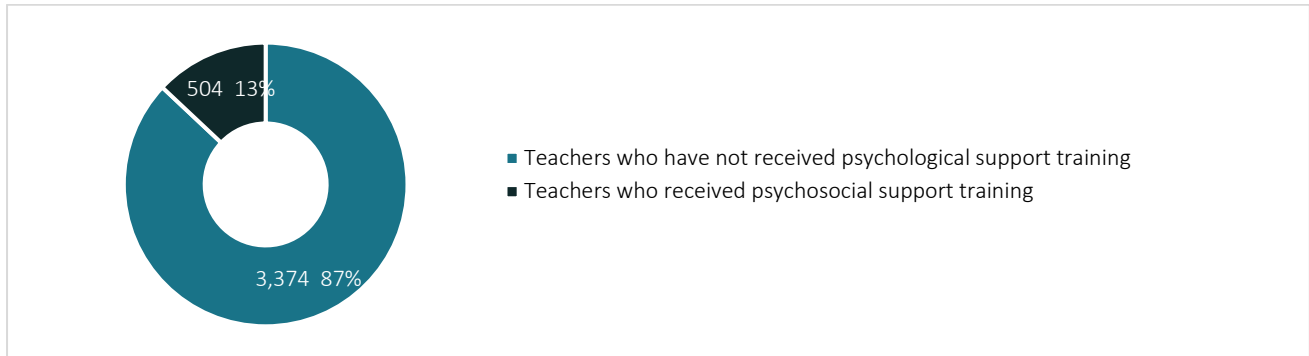 504 13%
Teachers who have not received psychological support training
Teachers who received psychosocial support training
3,374 87%